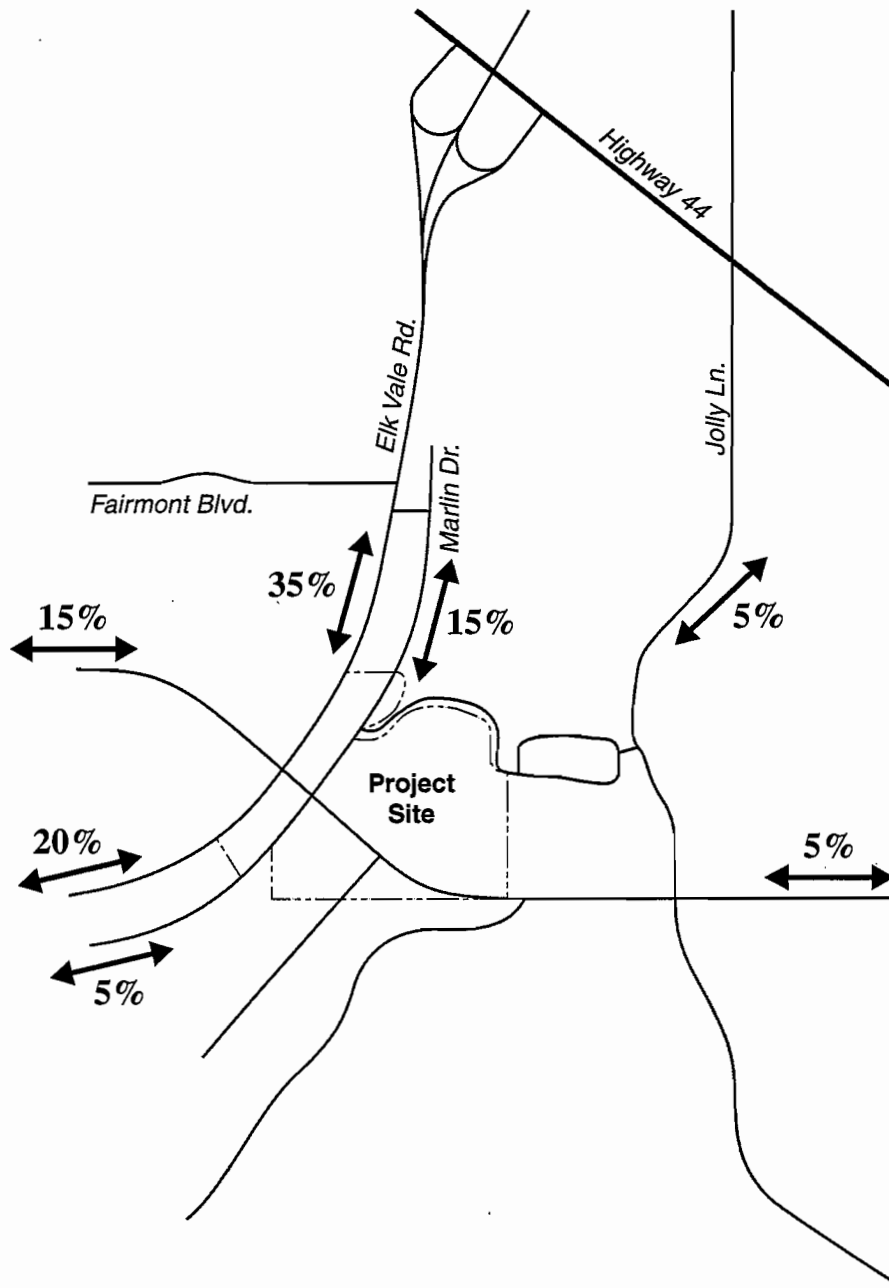 Highway 44
Elk Vale Rd.
Jolly Ln.
Marlin Dr.
Fairmont Blvd.
35%
15%
15%
5%
Project
Site
20%
5%
5%